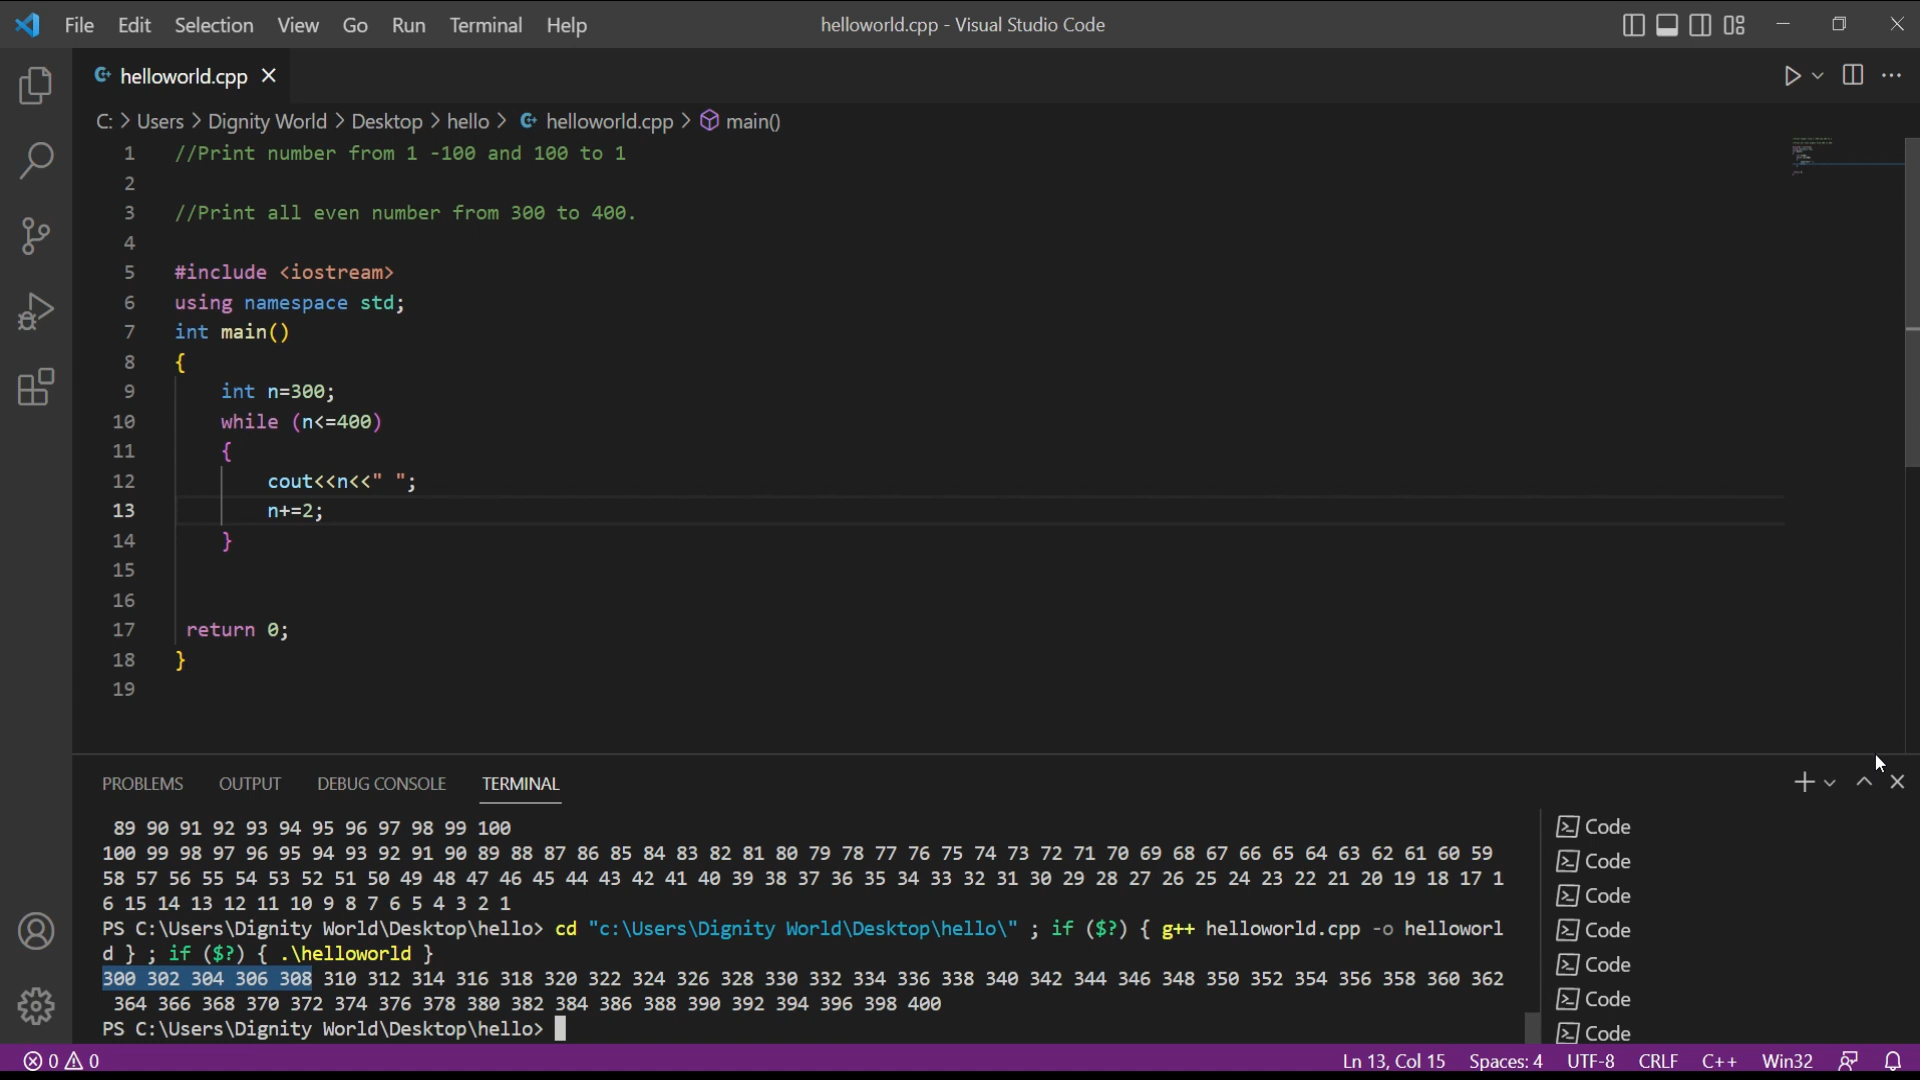 File Edit Selection View Go Run Terminal Help helloworld.cpp - Visual Studio Code
helloworld.cpp
C: > Users > Dignity World > Desktop > hello > helloworld.cpp > main()
1 //Print number from 1 -100 and 100 to 1
2
3 //Print all even number from 300 to 400.
4
5 #include <iostream>
6 using namespace std;
7 int main()
8 {
9 int n=300;
10 while (n<=400)
11 {
12 cout<<n<<" ";
13 n+=2;
14 }
15
16
17 return 0;
18 }
19
PROBLEMS OUTPUT DEBUG CONSOLE TERMINAL
89 90 91 92 93 94 95 96 97 98 99 100
100 99 98 97 96 95 94 93 92 91 90 89 88 87 86 85 84 83 82 81 80 79 78 77 76 75 74 73 72 71 70 69 68 67 66 65 64 63 62 61 60 59
58 57 56 55 54 53 52 51 50 49 48 47 46 45 44 43 42 41 40 39 38 37 36 35 34 33 32 31 30 29 28 27 26 25 24 23 22 21 20 19 18 17 1
6 15 14 13 12 11 10 9 8 7 6 5 4 3 2 1
PS C:\Users\Dignity World\Desktop\hello> cd "c:\Users\Dignity World\Desktop\hello\" ; if ($?) { g++ helloworld.cpp -o helloworl
d } ; if ($?) { .\helloworld }
300 302 304 306 308 310 312 314 316 318 320 322 324 326 328 330 332 334 336 338 340 342 344 346 348 350 352 354 356 358 360 362
364 366 368 370 372 374 376 378 380 382 384 386 388 390 392 394 396 398 400
PS C:\Users\Dignity World\Desktop\hello>
Code
Code
Code
Code
Code
Code
Code
0 0 Ln 13, Col 15 Spaces: 4 UTF-8 CRLF C++ Win32